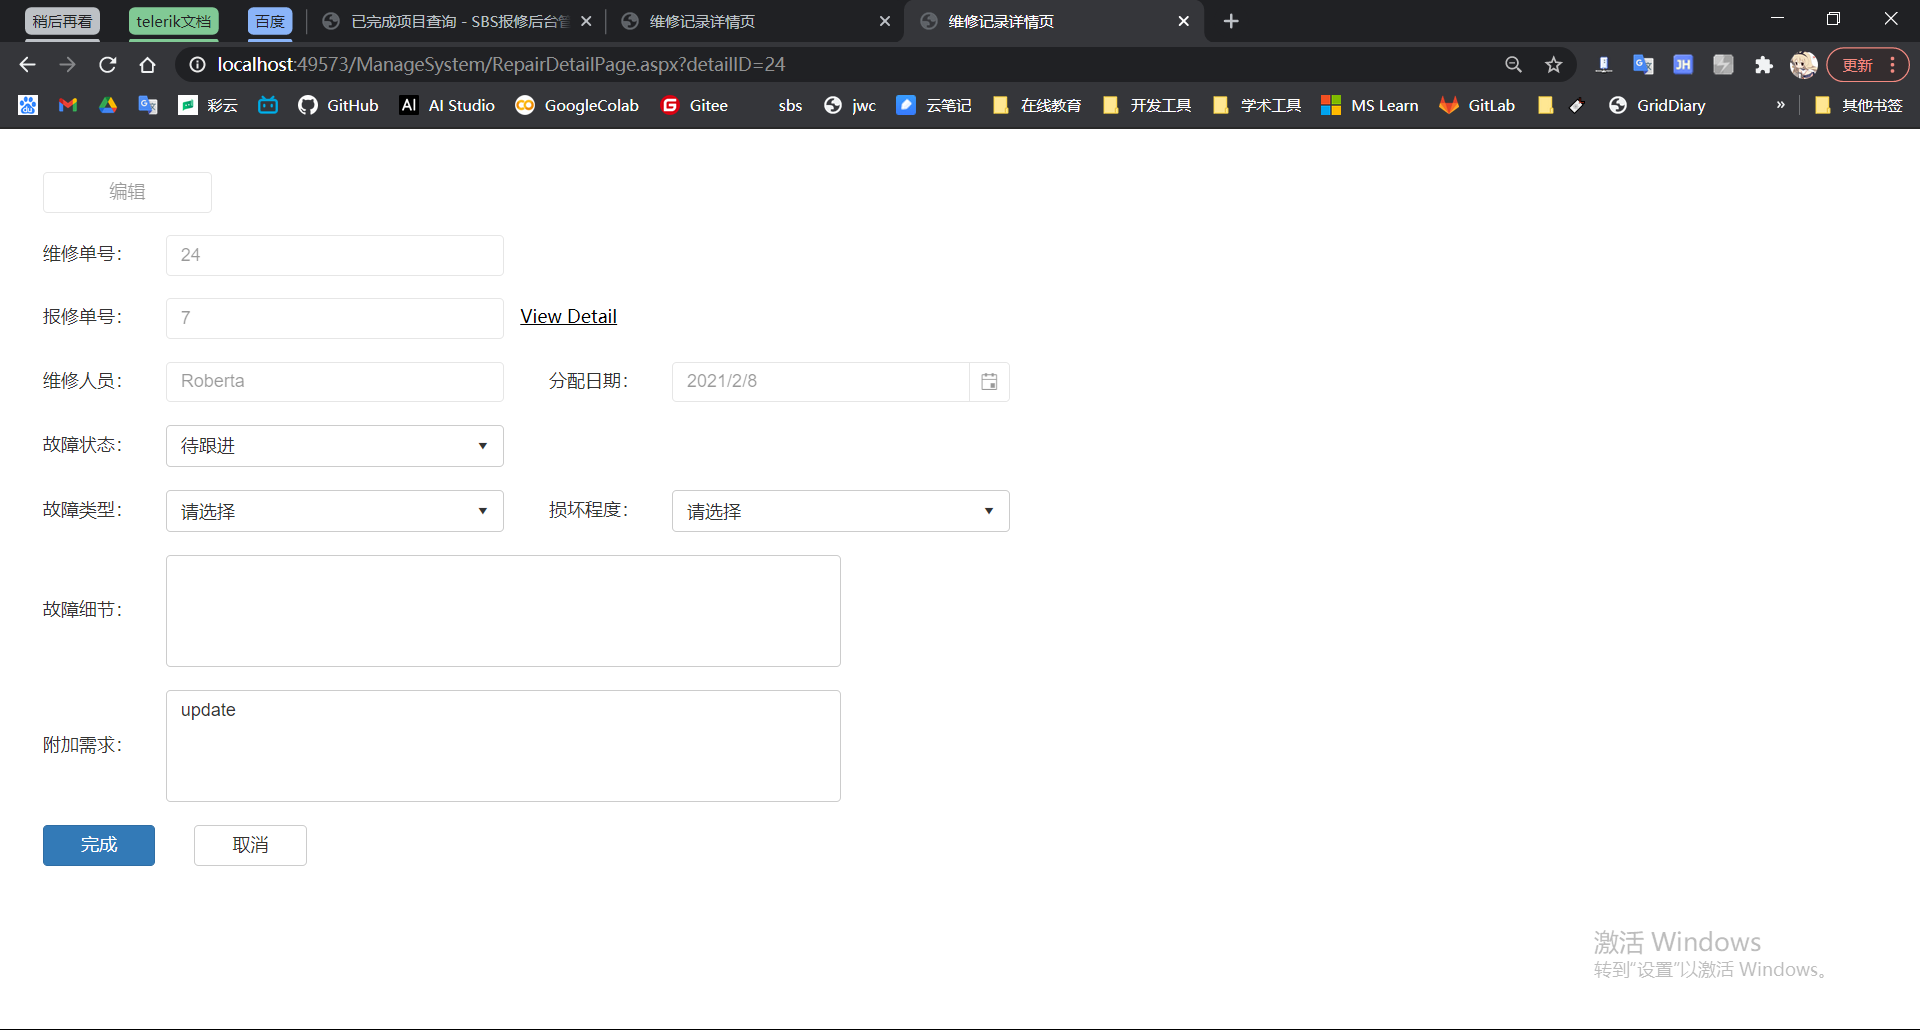 稍后再看 telerik文档 百度 已完成项目查询 - SBS报修后台管 维修记录详情页 维修记录详情页
localhost:49573/ManageSystem/RepairDetailPage.aspx?detailID=24 更新
彩云 GitHub AI AI Studio GoogleColab Gitee sbs jwc 云笔记 在线教育 开发工具 学术工具 MS Learn GitLab GridDiary » 其他书签
编辑
维修单号: 24
报修单号: 7 View Detail
维修人员: Roberta 分配日期: 2021/2/8
故障状态: 待跟进
故障类型: 请选择 损坏程度: 请选择
故障细节:
update
附加需求:
完成 取消
激活 Windows
转到“设置”以激活 Windows。